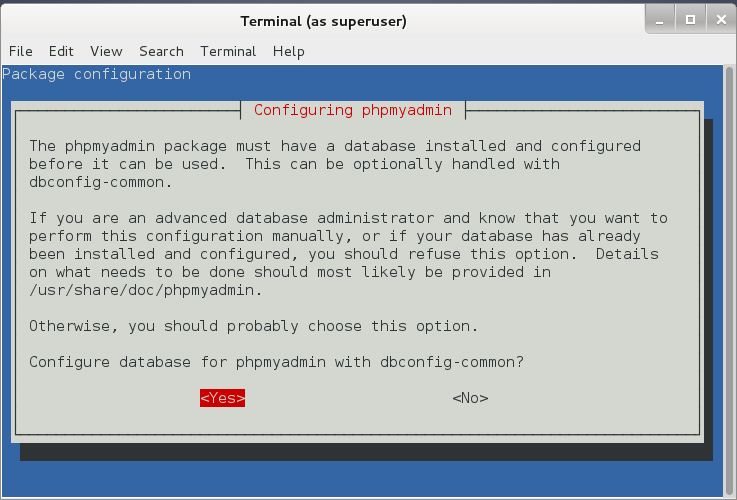 Terminal (as superuser)
File Edit View Search Terminal Help
Package configuration
Configuring phpmyadmin
The phpmyadmin package must have a database installed and configured
before it can be used.  This can be optionally handled with
dbconfig-common.
If you are an advanced database administrator and know that you want to
perform this configuration manually, or if your database has already
been installed and configured, you should refuse this option.  Details
on what needs to be done should most likely be provided in
/usr/share/doc/phpmyadmin.
Otherwise, you should probably choose this option.
Configure database for phpmyadmin with dbconfig-common?
<Yes> <No>